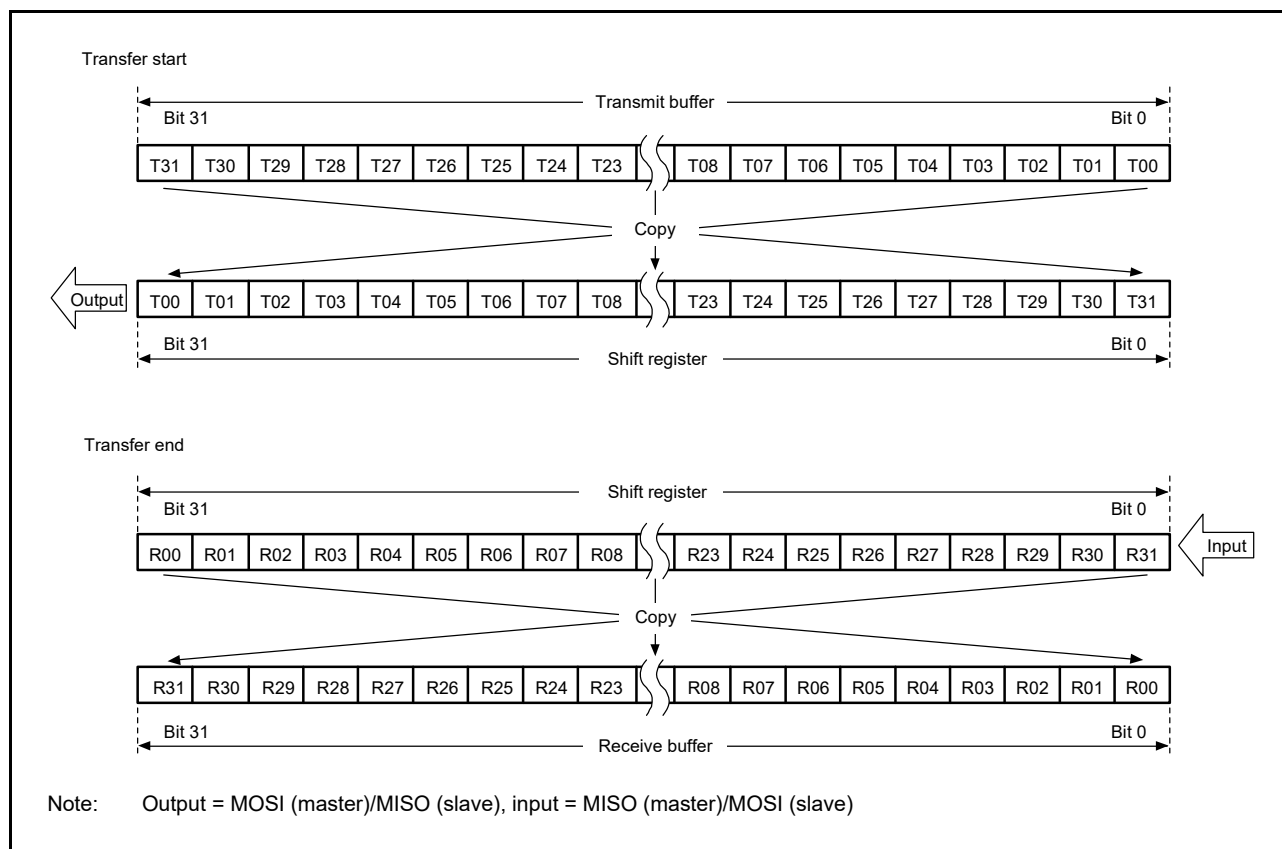 Transfer start
Transmit buffer
Bit 31 Bit 0
T31 T30 T29 T28 T27 T26 T25 T24 T23 T08 T07 T06 T05 T04 T03 T02 T01 T00
Copy
Output T00 T01 T02 T03 T04 T05 T06 T07 T08 T23 T24 T25 T26 T27 T28 T29 T30 T31
Bit 31 Bit 0
Shift register
Transfer end
Shift register
Bit 31 Bit 0
R00 R01 R02 R03 R04 R05 R06 R07 R08 R23 R24 R25 R26 R27 R28 R29 R30 R31 Input
Copy
R31 R30 R29 R28 R27 R26 R25 R24 R23 R08 R07 R06 R05 R04 R03 R02 R01 R00
Bit 31 Bit 0
Receive buffer
Note: Output = MOSI (master)/MISO (slave), input = MISO (master)/MOSI (slave)